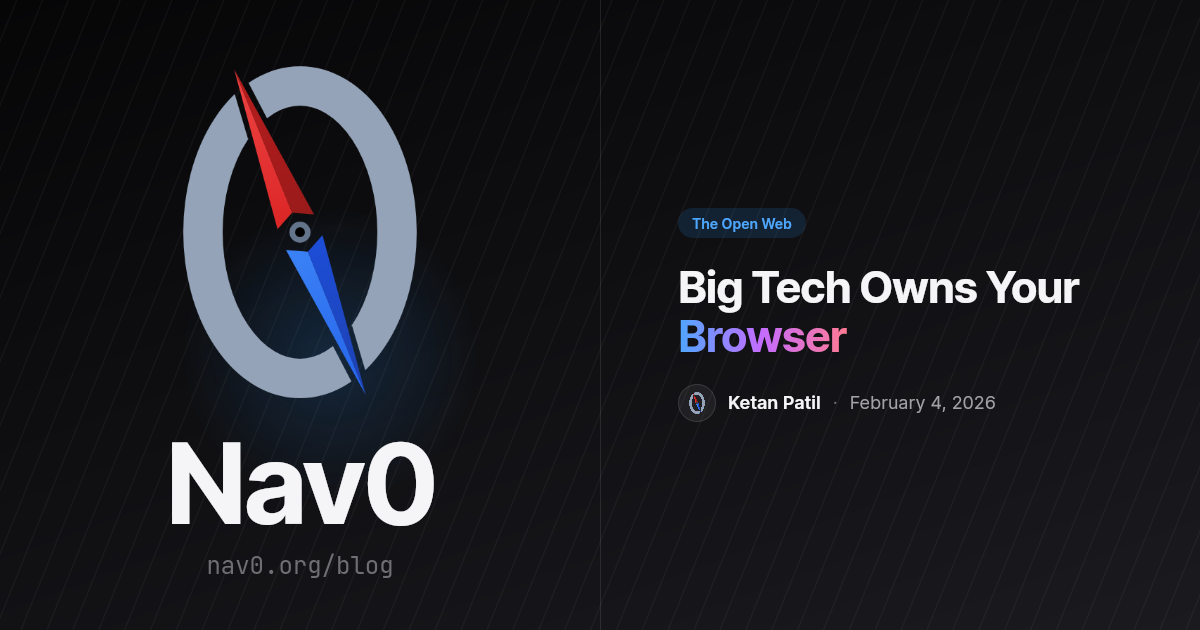 Nav0
nav0.org/blog
The Open Web
Big Tech Owns Your
Browser
Ketan Patil · February 4, 2026